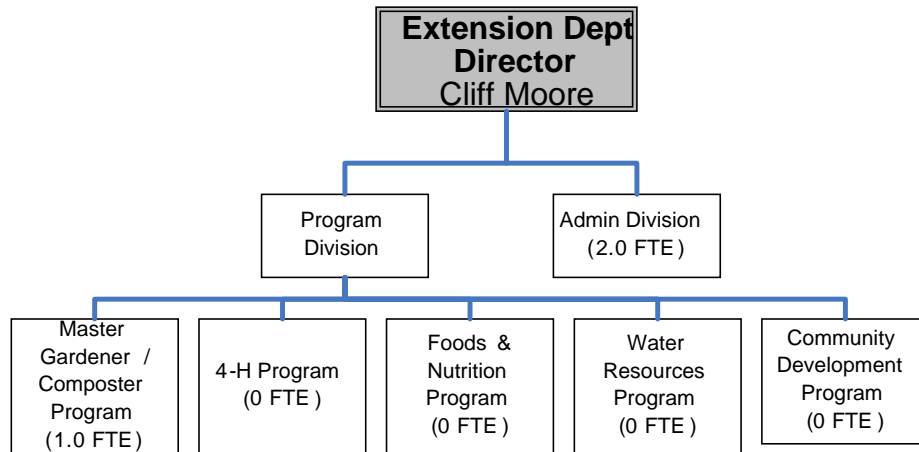 Extension Dept
Director
Cliff Moore
Program
Division
Admin Division
(2.0 FTE)
Master
Gardener /
Composter
Program
(1.0 FTE)
4-H Program
(0 FTE)
Foods &
Nutrition
Program
(0 FTE)
Water
Resources
Program
(0 FTE)
Community
Development
Program
(0 FTE)